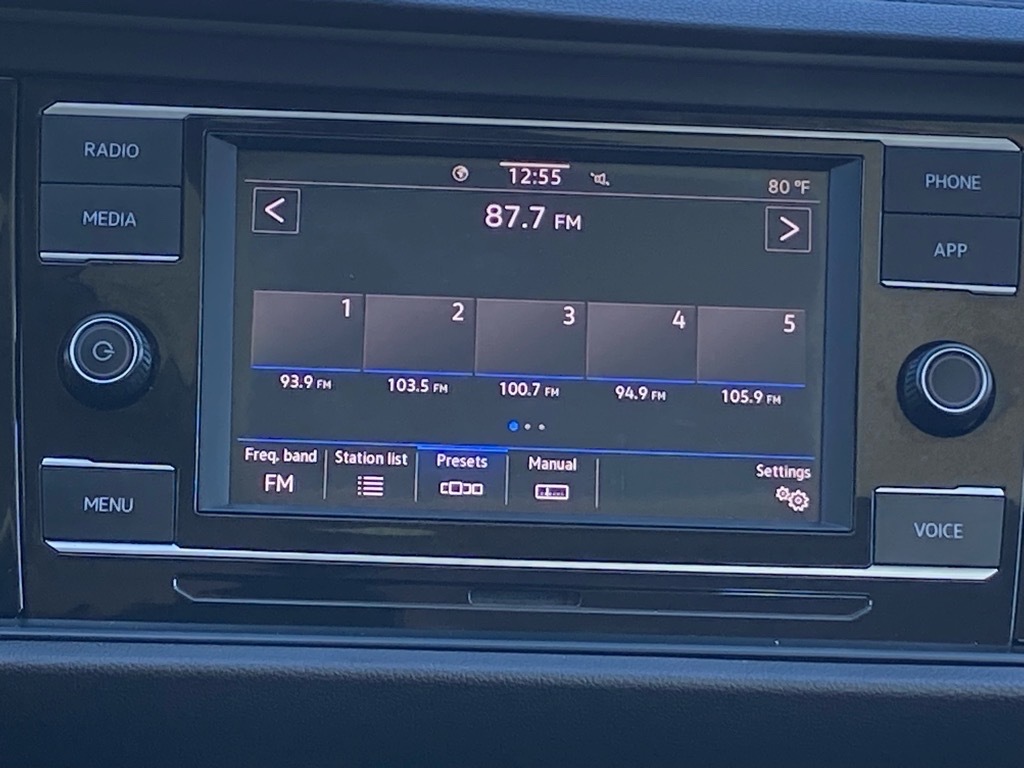 RADIO
MEDIA
MENU
12:55
80 °F
<
87.7 FM
>
1 2 3 4 5
93.9 FM 103.5 FM 100.7 FM 94.9 FM 105.9 FM
Freq. band Station list Presets Manual Settings
FM
PHONE
APP
VOICE